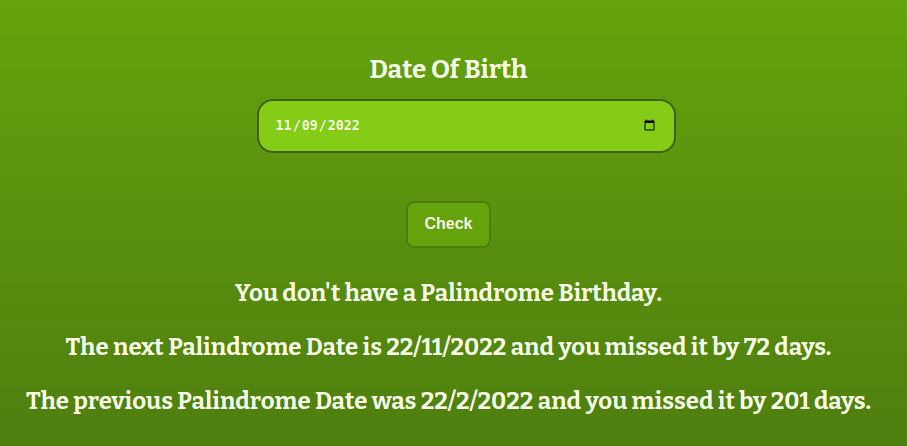 Date Of Birth
11/09/2022
Check
You don't have a Palindrome Birthday.
The next Palindrome Date is 22/11/2022 and you missed it by 72 days.
The previous Palindrome Date was 22/2/2022 and you missed it by 201 days.